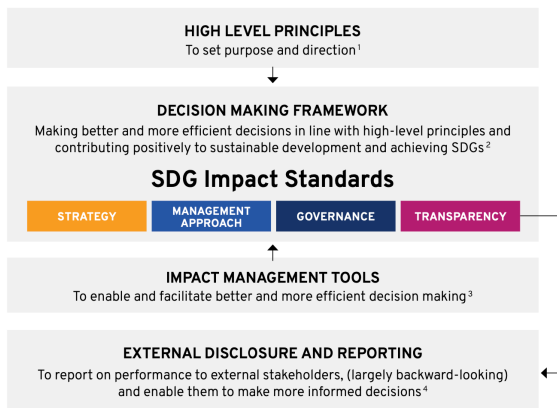 HIGH LEVEL PRINCIPLES
To set purpose and direction¹
DECISION MAKING FRAMEWORK
Making better and more efficient decisions in line with high-level principles and
contributing positively to sustainable development and achieving SDGs²
SDG Impact Standards
STRATEGY
MANAGEMENT
APPROACH
GOVERNANCE
TRANSPARENCY
IMPACT MANAGEMENT TOOLS
To enable and facilitate better and more efficient decision making³
EXTERNAL DISCLOSURE AND REPORTING
To report on performance to external stakeholders, (largely backward-looking)
and enable them to make more informed decisions⁴